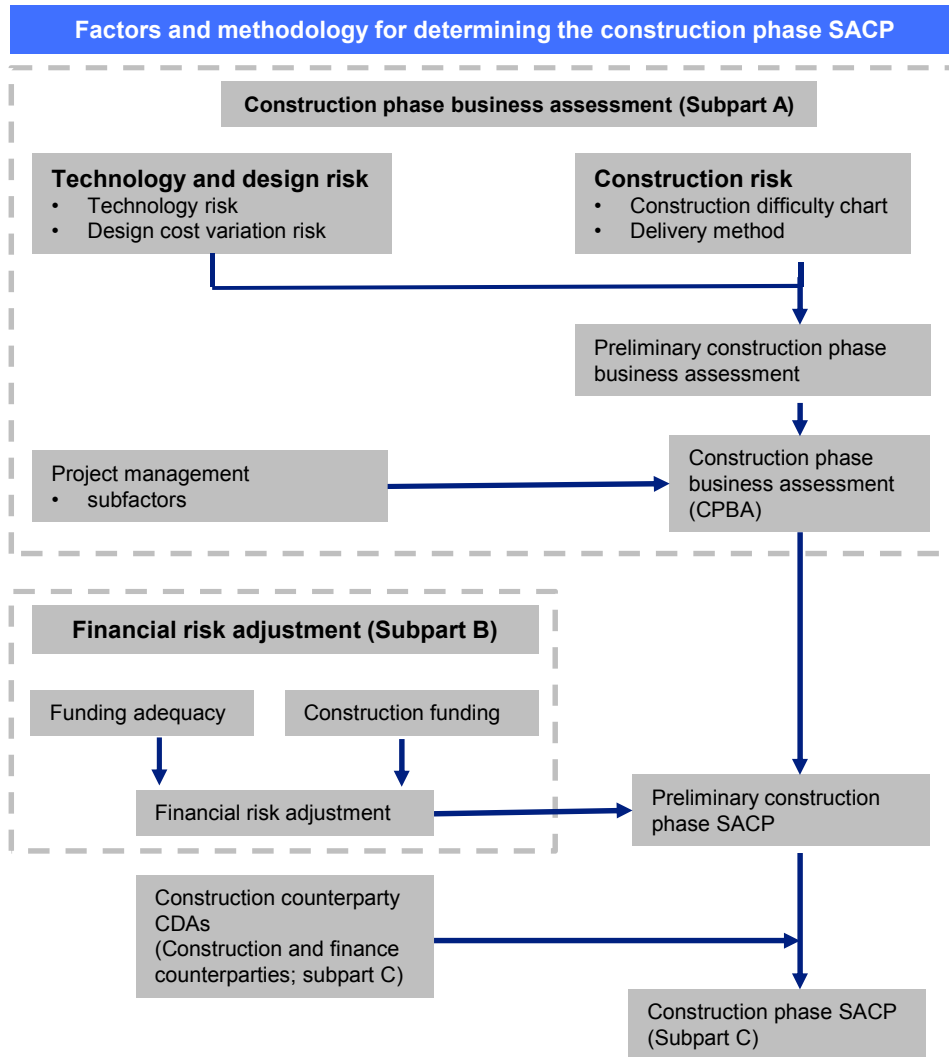 Factors and methodology for determining the construction phase SACP
Construction phase business assessment (Subpart A)
Technology and design risk
• Technology risk
• Design cost variation risk
Construction risk
• Construction difficulty chart
• Delivery method
Preliminary construction phase
business assessment
Project management
• subfactors
Construction phase
business assessment
(CPBA)
Financial risk adjustment (Subpart B)
Funding adequacy
Construction funding
Financial risk adjustment
Preliminary construction
phase SACP
Construction counterparty
CDAs
(Construction and finance
counterparties; subpart C)
Construction phase SACP
(Subpart C)